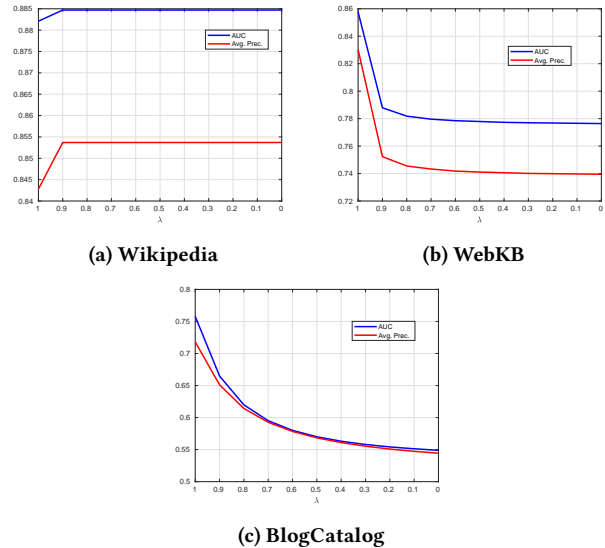 0.885
0.88
0.875
0.87
0.865
0.86
0.855
0.85
0.845
0.84
1 0.9 0.8 0.7 0.6 0.5 0.4 0.3 0.2 0.1 0
λ
AUC
Avg. Prec.
(a) Wikipedia
0.86
0.84
0.82
0.8
0.78
0.76
0.74
0.72
1 0.9 0.8 0.7 0.6 0.5 0.4 0.3 0.2 0.1 0
λ
AUC
Avg. Prec.
(b) WebKB
0.8
0.75
0.7
0.65
0.6
0.55
0.5
1 0.9 0.8 0.7 0.6 0.5 0.4 0.3 0.2 0.1 0
λ
AUC
Avg. Prec.
(c) BlogCatalog